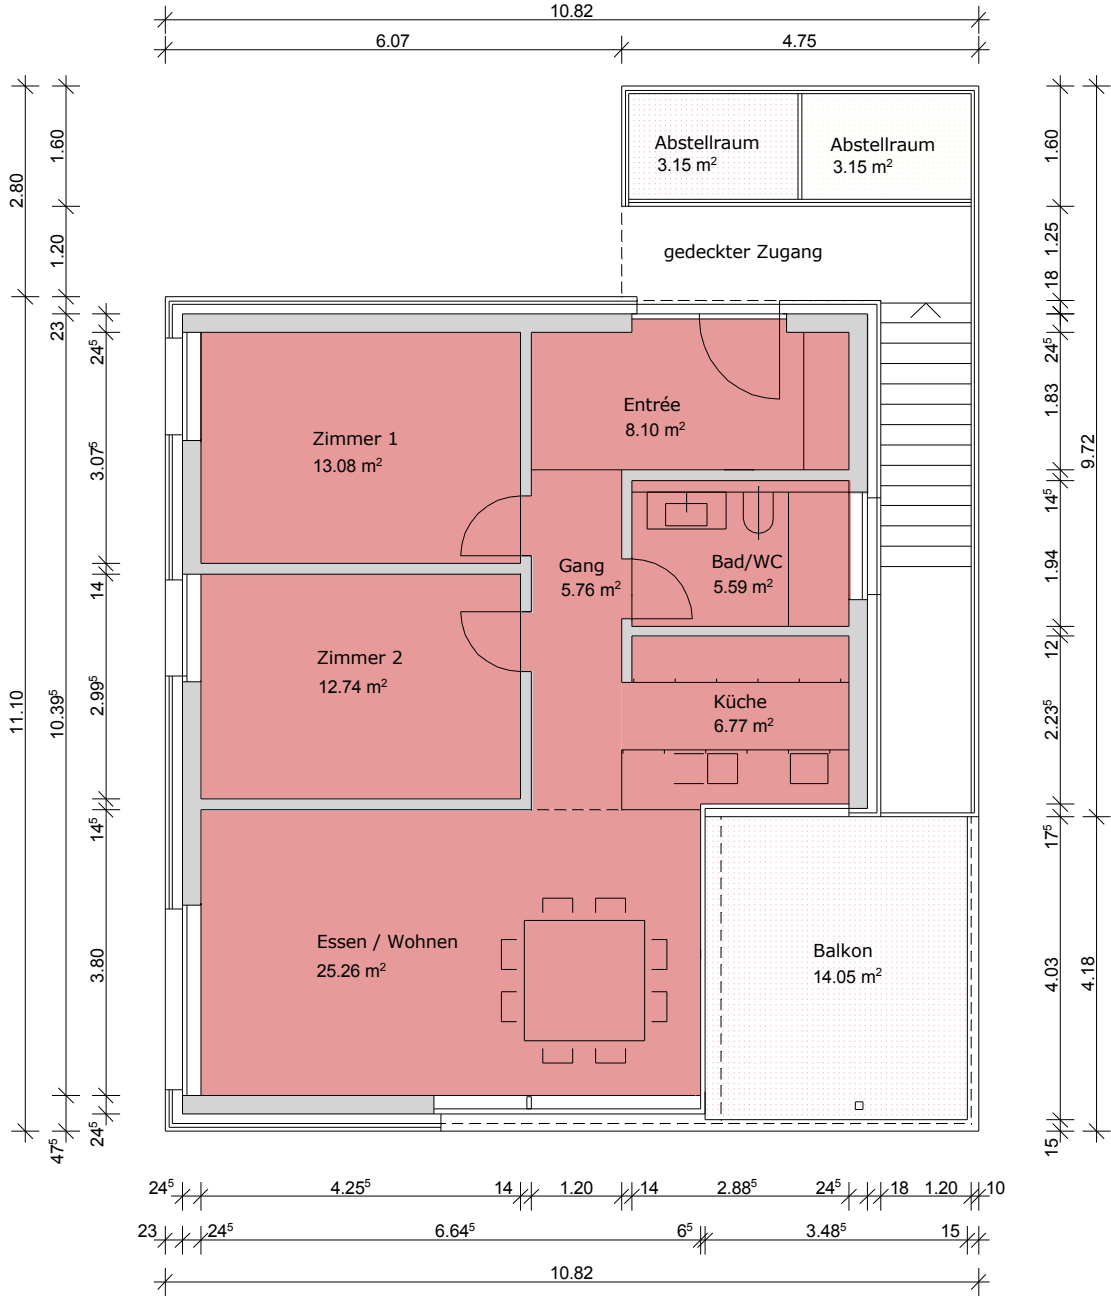 10.82
6.07
4.75
2.80
1.60
1.20
11.10
10.39⁵
23
47⁵
24⁵
3.07⁵
14
2.99⁵
14⁵
3.80
24⁵
Abstellraum
3.15 m²
Abstellraum
3.15 m²
gedeckter Zugang
Entrée
8.10 m²
Zimmer 1
13.08 m²
Gang
5.76 m²
Bad/WC
5.59 m²
Zimmer 2
12.74 m²
Küche
6.77 m²
Essen / Wohnen
25.26 m²
Balkon
14.05 m²
1.60
1.25
18
24⁵
1.83
14⁵
1.94
12
2.23⁵
17⁵
4.03
15
9.72
4.18
24⁵ 4.25⁵ 14 1.20 14 2.88⁵ 24⁵ 18 1.20 10
23 24⁵ 6.64⁵ 6⁵ 3.48⁵ 15
10.82